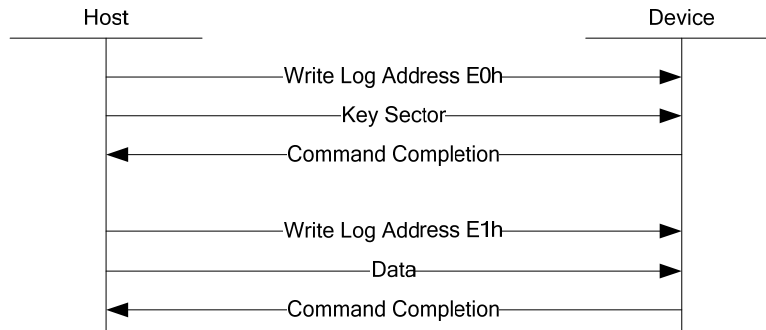 Host
Device
Write Log Address E0h
Key Sector
Command Completion
Write Log Address E1h
Data
Command Completion